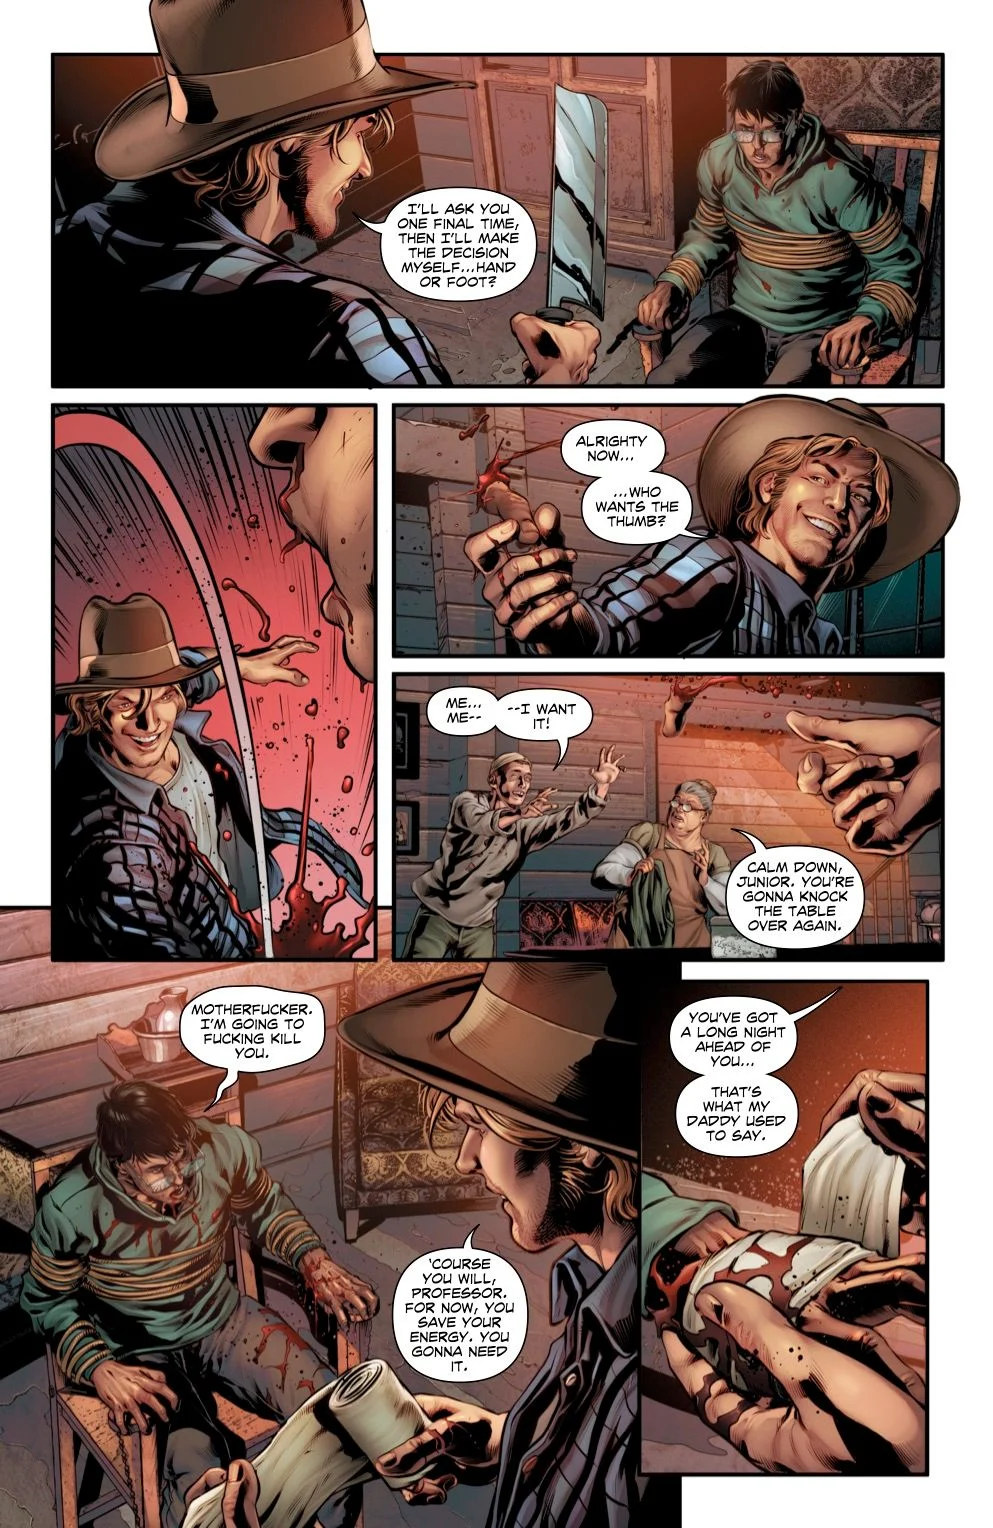 I'LL ASK YOU
ONE FINAL TIME,
THEN I'LL MAKE
THE DECISION
MYSELF...HAND
OR FOOT?
ALRIGHTY
NOW...
...WHO
WANTS THE
THUMB?
ME...
ME--
--I WANT
IT!
CALM DOWN,
JUNIOR. YOU'RE
GONNA KNOCK
THE TABLE
OVER AGAIN.
MOTHERFUCKER.
I'M GOING TO
FUCKING KILL
YOU.
'COURSE
YOU WILL,
PROFESSOR.
FOR NOW, YOU
SAVE YOUR
ENERGY. YOU
GONNA NEED
IT.
YOU'VE GOT
A LONG NIGHT
AHEAD OF
YOU...
THAT'S
WHAT MY
DADDY USED
TO SAY.